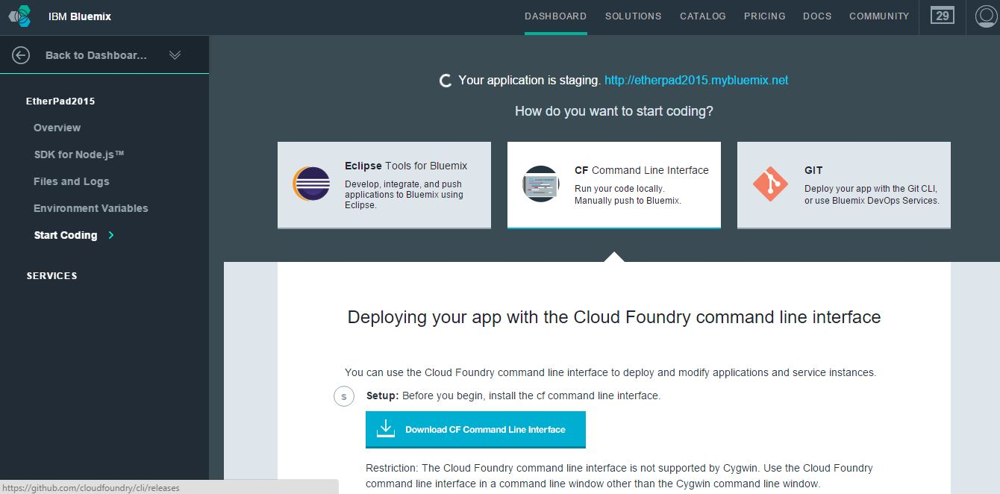 IBM Bluemix
DASHBOARD SOLUTIONS CATALOG PRICING DOCS COMMUNITY 29
Back to Dashboar...
EtherPad2015
Overview
SDK for Node.js™
Files and Logs
Environment Variables
Start Coding
SERVICES
Your application is staging. http://etherpad2015.mybluemix.net
How do you want to start coding?
Eclipse Tools for Bluemix
Develop, integrate, and push
applications to Bluemix using
Eclipse.
CF Command Line Interface
Run your code locally.
Manually push to Bluemix.
GIT
Deploy your app with the Git CLI,
or use Bluemix DevOps Services.
Deploying your app with the Cloud Foundry command line interface
You can use the Cloud Foundry command line interface to deploy and modify applications and service instances.
s Setup: Before you begin, install the cf command line interface.
Download CF Command Line Interface
Restriction: The Cloud Foundry command line interface is not supported by Cygwin. Use the Cloud Foundry
command line interface in a command line window other than the Cygwin command line window.
https://github.com/cloudfoundry/cli/releases